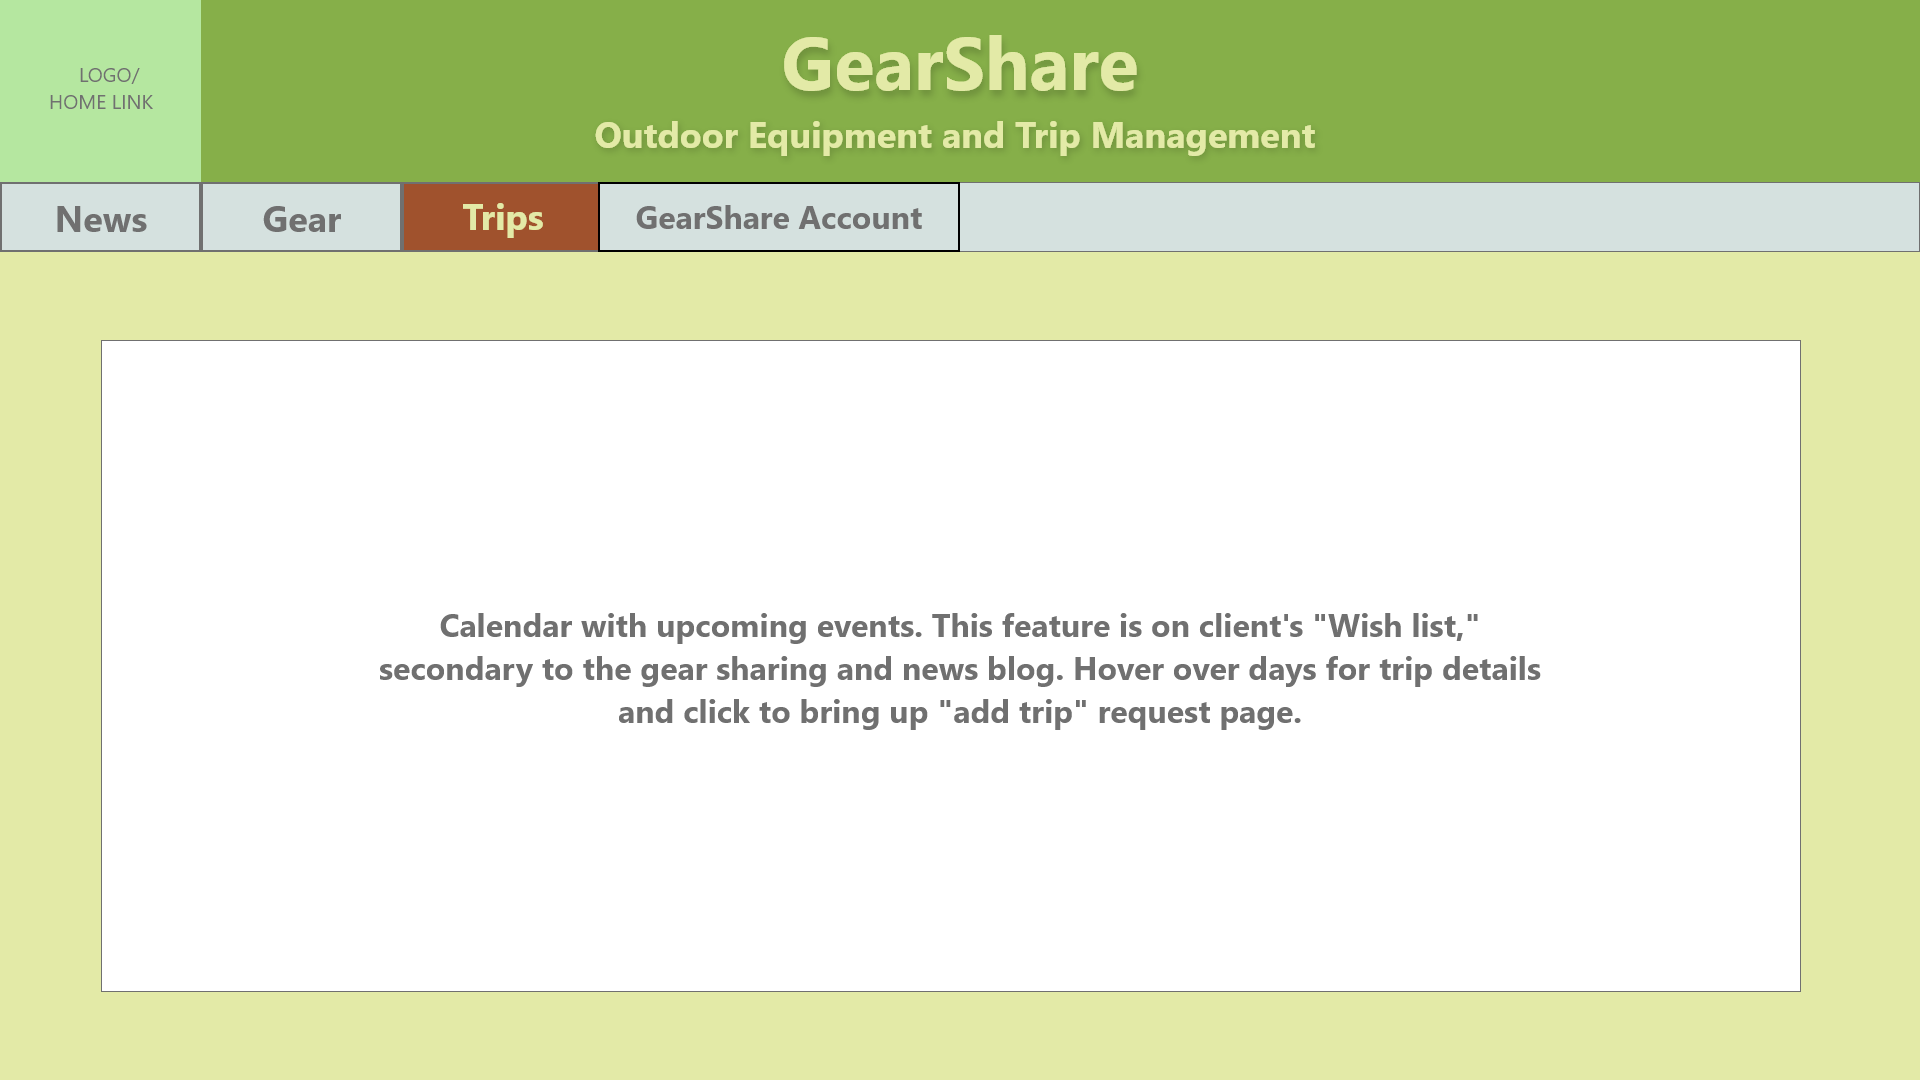 LOGO/
HOME LINK
GearShare
Outdoor Equipment and Trip Management
News
Gear
Trips
GearShare Account
Calendar with upcoming events. This feature is on client's "Wish list,"
secondary to the gear sharing and news blog. Hover over days for trip details
and click to bring up "add trip" request page.